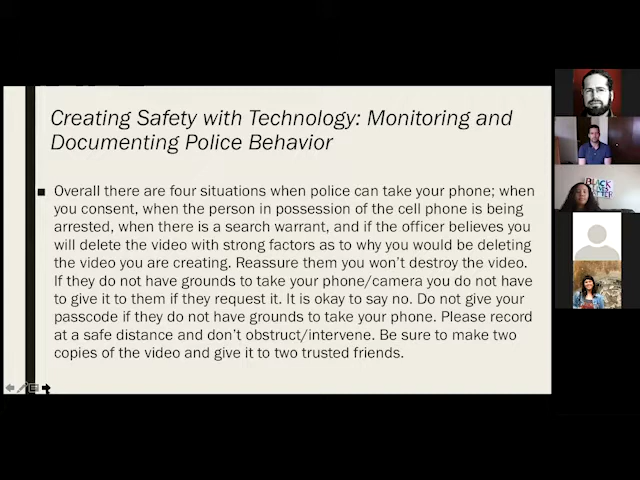 Creating Safety with Technology: Monitoring and
Documenting Police Behavior
Overall there are four situations when police can take your phone; when
you consent, when the person in possession of the cell phone is being
arrested, when there is a search warrant, and if the officer believes you
will delete the video with strong factors as to why you would be deleting
the video you are creating. Reassure them you won't destroy the video.
If they do not have grounds to take your phone/camera you do not have
to give it to them if they request it. It is okay to say no. Do not give your
passcode if they do not have grounds to take your phone. Please record
at a safe distance and don't obstruct/intervene. Be sure to make two
copies of the video and give it to two trusted friends.
BLACK
LIVES
MATTER